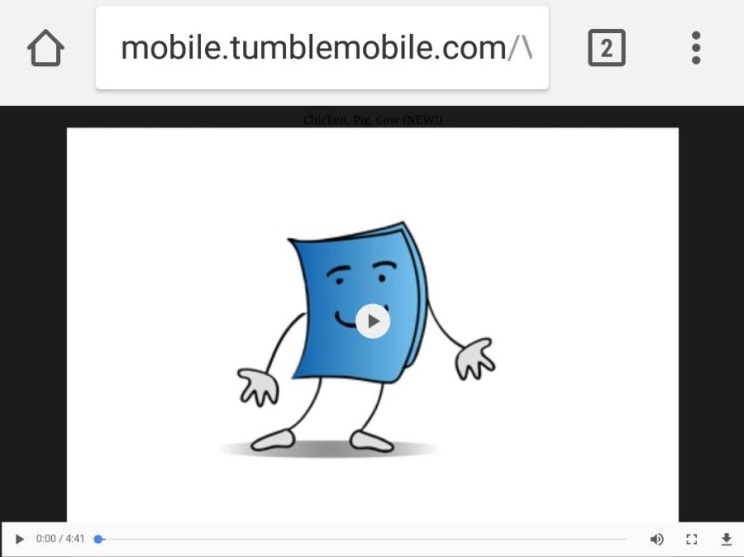 mobile.tumblemobile.com/\
2
Chicken, Pig, Cow (NEW!)
0:00 / 4:41